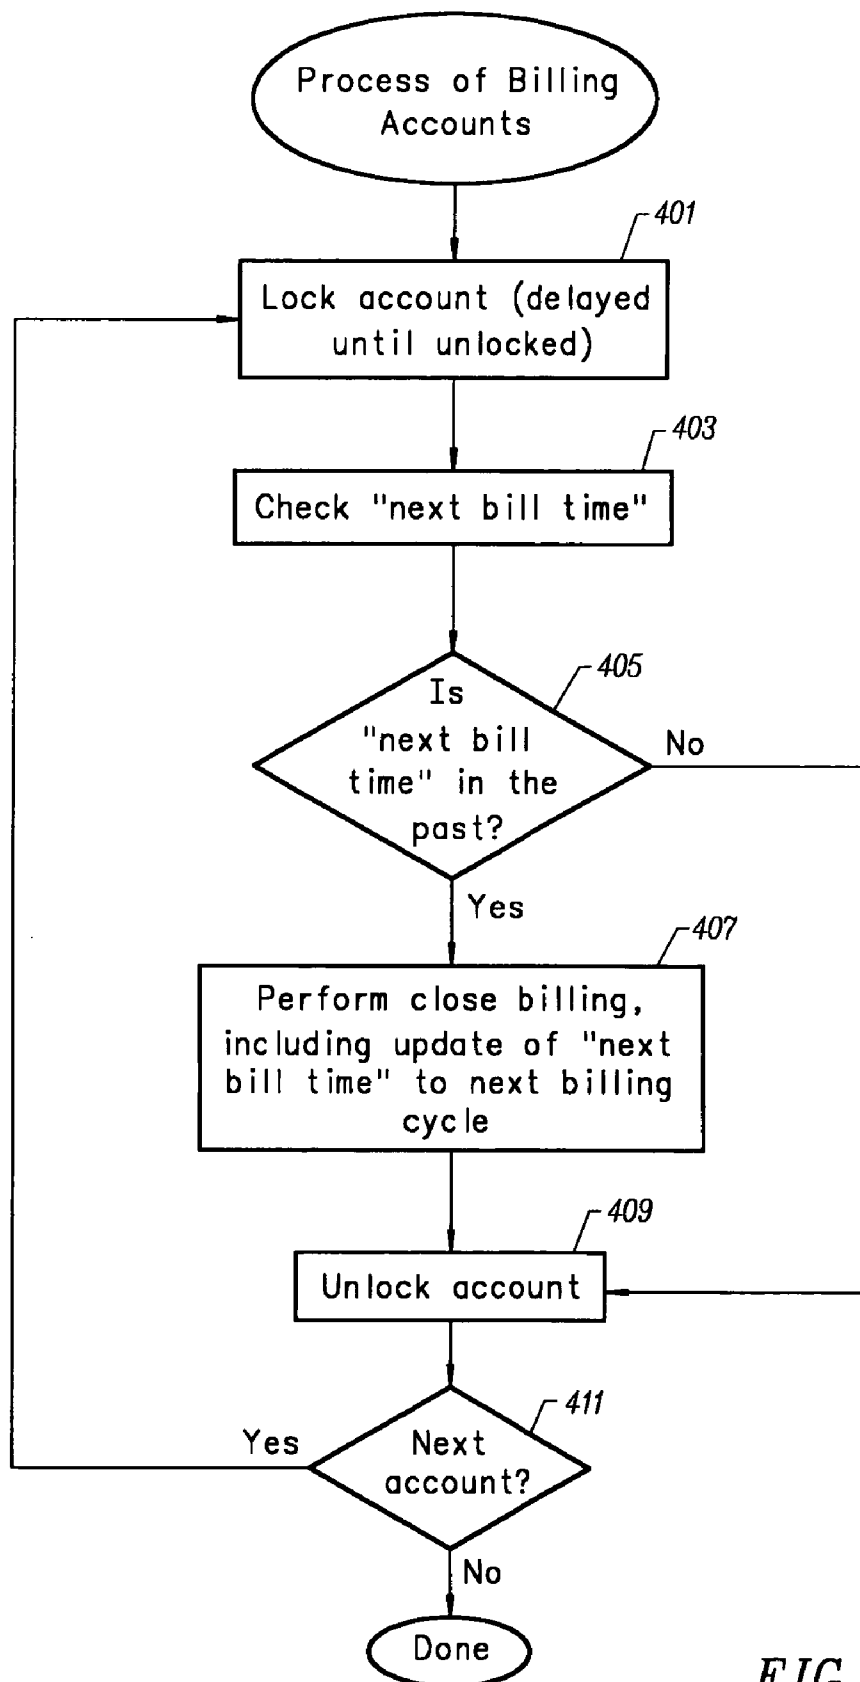 Process of Billing
Accounts
401
Lock account (delayed
until unlocked)
403
Check "next bill time"
405
Is
"next bill
time" in the
past?
No
Yes
407
Perform close billing,
including update of "next
bill time" to next billing
cycle
409
Unlock account
411
Next
account?
Yes
No
Done
FIG